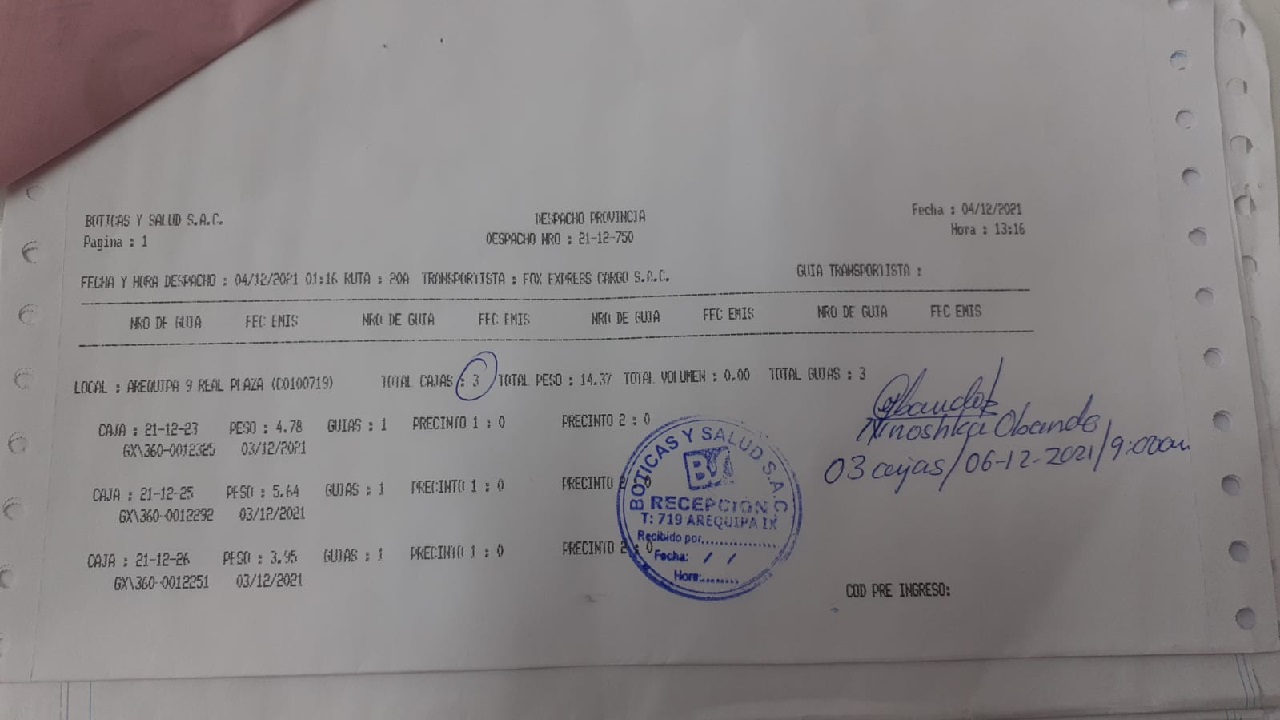 BOTICAS Y SALUD S.A.C.
Pagina : 1
DESPACHO PROVINCIA
DESPACHO NRO : 21-12-750
Fecha : 04/12/2021
Hora : 13:16
FECHA Y HORA DESPACHO : 04/12/2021 01:16 RUTA : 20A TRANSPORTISTA : FOX EXPRESS CARGO S.A.C.
GUIA TRANSPORTISTA :
NRO DE GUIA FEC EMIS NRO DE GUIA FEC EMIS NRO DE GUIA FEC EMIS NRO DE GUIA FEC EMIS
LOCAL : AREQUIPA 9 REAL PLAZA (C0100719) TOTAL CAJAS : 3 TOTAL PESO : 14.37 TOTAL VOLUMEN : 0.00 TOTAL GUIAS : 3
CAJA : 21-12-23 PESO : 4.78 GUIAS : 1 PRECINTO 1 : 0 PRECINTO 2 : 0
GX\360-0012325 03/12/2021
CAJA : 21-12-25 PESO : 5.64 GUIAS : 1 PRECINTO 1 : 0 PRECINTO
GX\360-0012292 03/12/2021
CAJA : 21-12-26 PESO : 3.95 GUIAS : 1 PRECINTO 1 : 0 PRECINTO 2 : 0
GX\360-0012251 03/12/2021
BOTICAS Y SALUD S.A.C
RECEPCIÓN
T: 719 AREQUIPA IX
Recibido por..............
Fecha: / /
Hora:........
Obando
Ninoshka Obando
03 cajas/06-12-2021/9:00am
COD PRE INGRESO: